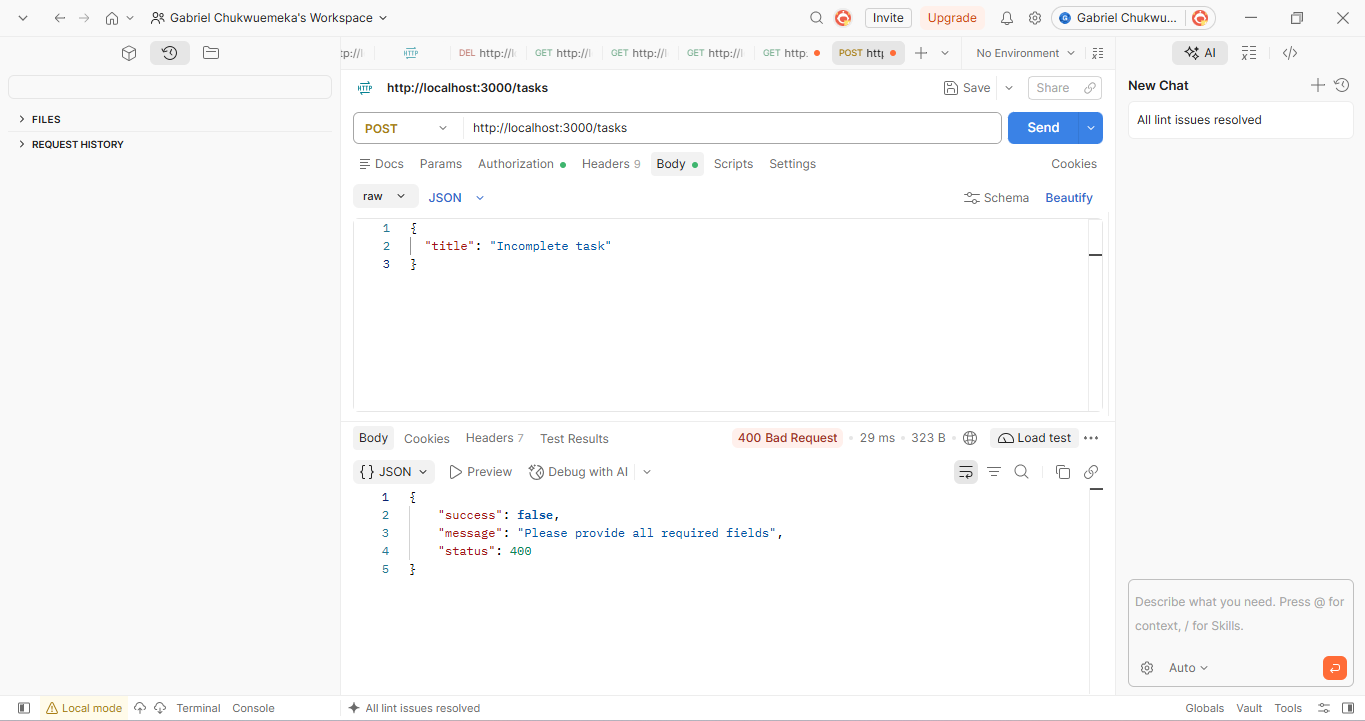 Gabriel Chukwuemeka's Workspace
Invite
Upgrade
Gabriel Chukwu...
HTTP
DEL http://
GET http://
GET http://
GET http://
GET http.
POST http
No Environment
AI
FILES
REQUEST HISTORY
HTTP http://localhost:3000/tasks
Save
Share
POST
http://localhost:3000/tasks
Send
Docs
Params
Authorization
Headers 9
Body
Scripts
Settings
Cookies
raw
JSON
Schema
Beautify
1 {
2 "title": "Incomplete task"
3 }
Body
Cookies
Headers 7
Test Results
400 Bad Request
29 ms
323 B
Load test
{} JSON
Preview
Debug with AI
1 {
2 "success": false,
3 "message": "Please provide all required fields",
4 "status": 400
5 }
New Chat
All lint issues resolved
Describe what you need. Press @ for
context, / for Skills.
Auto
Local mode
Terminal
Console
All lint issues resolved
Globals
Vault
Tools